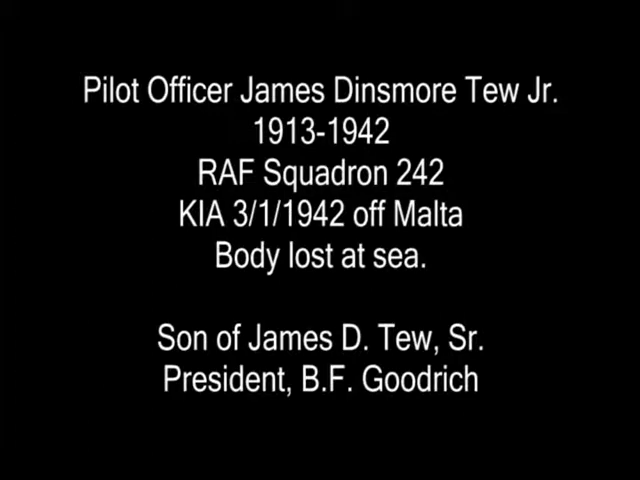 Pilot Officer James Dinsmore Tew Jr.
1913-1942
RAF Squadron 242
KIA 3/1/1942 off Malta
Body lost at sea.
Son of James D. Tew, Sr.
President, B.F. Goodrich